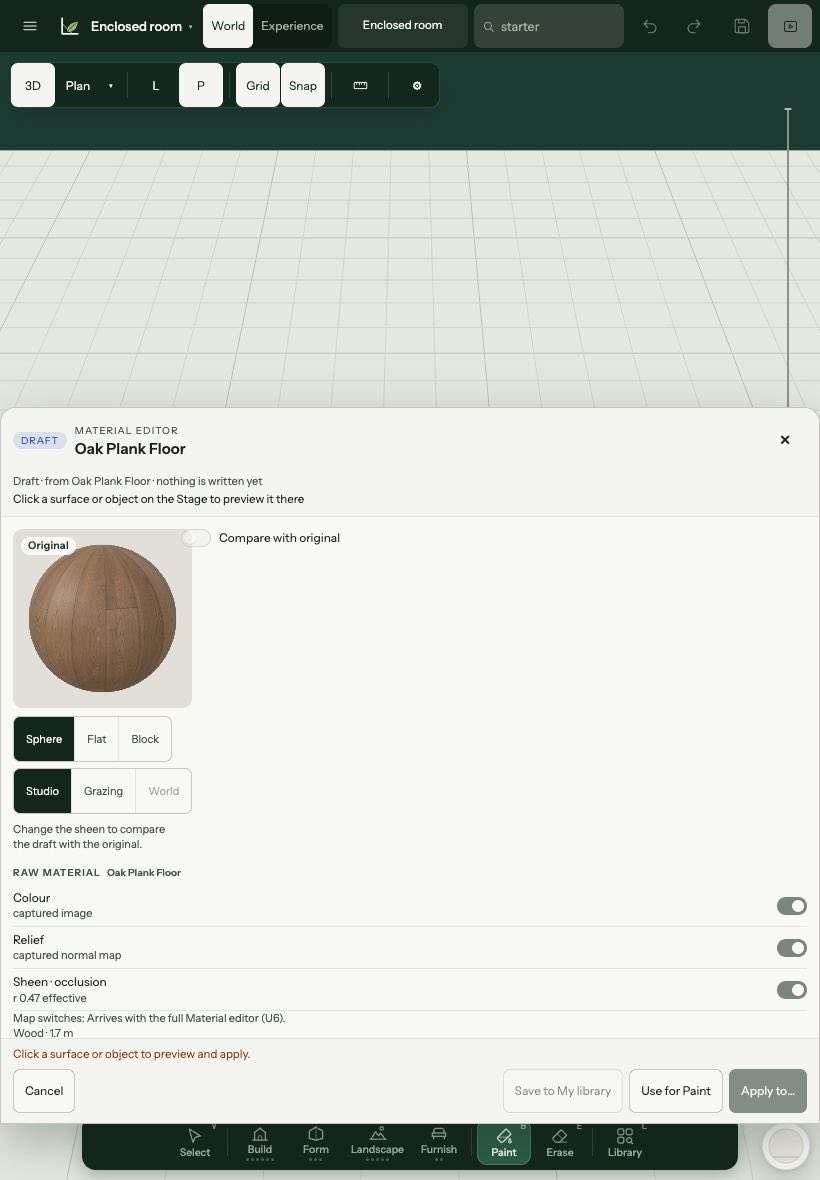 Enclosed room
World
Experience
Enclosed room
starter
3D
Plan
L
P
Grid
Snap
DRAFT
MATERIAL EDITOR
Oak Plank Floor
Draft · from Oak Plank Floor · nothing is written yet
Click a surface or object on the Stage to preview it there
Original
Compare with original
Sphere
Flat
Block
Studio
Grazing
World
Change the sheen to compare
the draft with the original.
RAW MATERIAL Oak Plank Floor
Colour
captured image
Relief
captured normal map
Sheen · occlusion
r 0.47 effective
Map switches: Arrives with the full Material editor (U6).
Wood · 1.7 m
Click a surface or object to preview and apply.
Cancel
Save to My library
Use for Paint
Apply to…
V
B
E
L
Select
Build
Form
Landscape
Furnish
Paint
Erase
Library